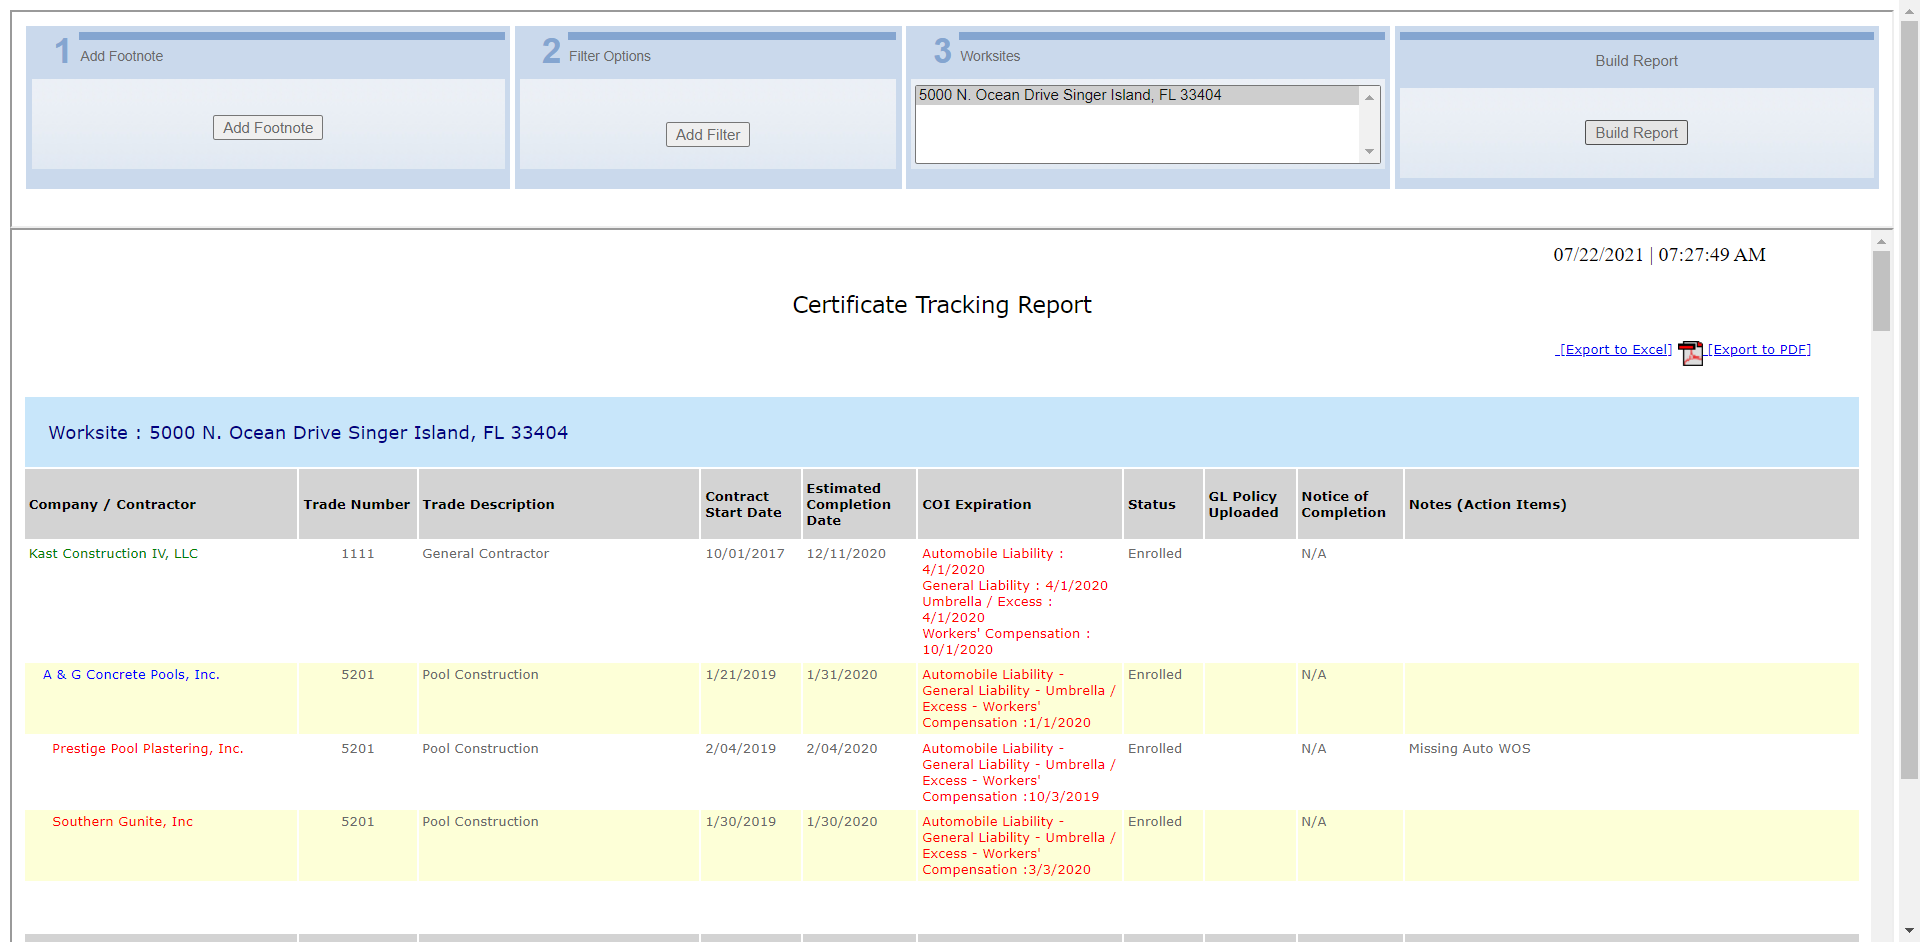 1 Add Footnote
Add Footnote
2 Filter Options
Add Filter
3 Worksites
5000 N. Ocean Drive Singer Island, FL 33404
Build Report
Build Report
07/22/2021 | 07:27:49 AM
Certificate Tracking Report
[Export to Excel] [Export to PDF]
Worksite : 5000 N. Ocean Drive Singer Island, FL 33404
Company / Contractor
Trade Number
Trade Description
Contract
Start Date
Estimated
Completion
Date
COI Expiration
Status
GL Policy
Uploaded
Notice of
Completion
Notes (Action Items)
Kast Construction IV, LLC
1111
General Contractor
10/01/2017
12/11/2020
Automobile Liability :
4/1/2020
General Liability : 4/1/2020
Umbrella / Excess :
4/1/2020
Workers' Compensation :
10/1/2020
Enrolled
N/A
A & G Concrete Pools, Inc.
5201
Pool Construction
1/21/2019
1/31/2020
Automobile Liability -
General Liability - Umbrella /
Excess - Workers'
Compensation :1/1/2020
Enrolled
N/A
Prestige Pool Plastering, Inc.
5201
Pool Construction
2/04/2019
2/04/2020
Automobile Liability -
General Liability - Umbrella /
Excess - Workers'
Compensation :10/3/2019
Enrolled
N/A
Missing Auto WOS
Southern Gunite, Inc
5201
Pool Construction
1/30/2019
1/30/2020
Automobile Liability -
General Liability - Umbrella /
Excess - Workers'
Compensation :3/3/2020
Enrolled
N/A